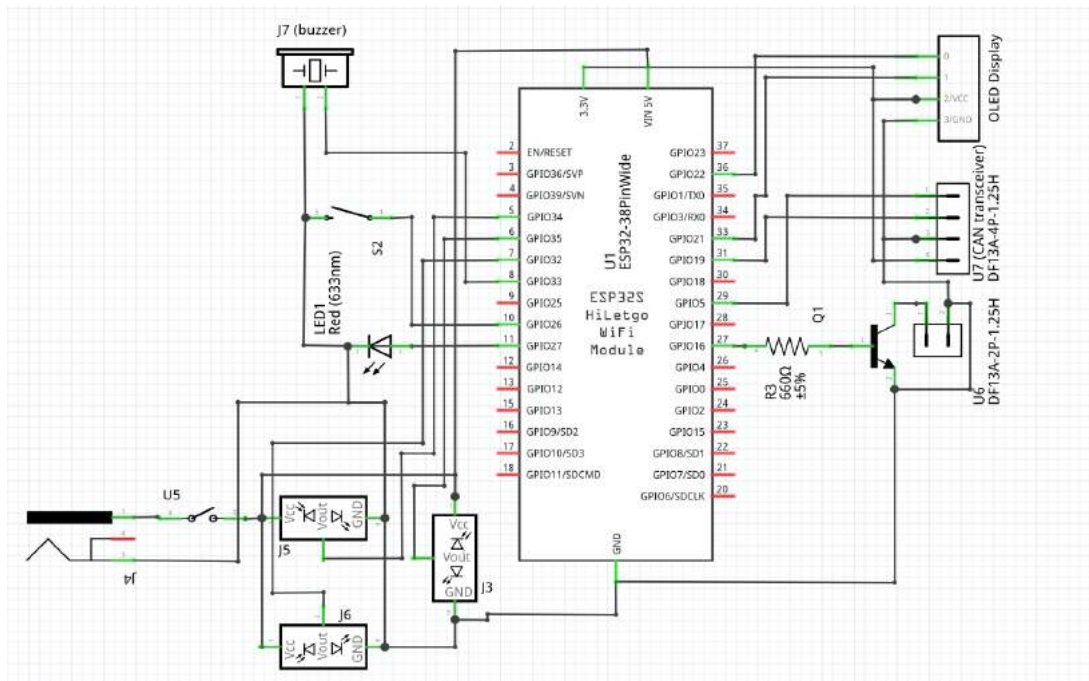 J7 (buzzer)
OLED Display
0
1
2/VCC
3/GND
3.3V
VIN 5V
2
EN/RESET
3
GPIO36/SVP
4
GPIO39/SVN
5
GPIO34
6
GPIO35
7
GPIO32
8
GPIO33
9
GPIO25
10
GPIO26
11
GPIO27
12
GPIO14
13
GPIO12
15
GPIO13
16
GPIO9/SD2
17
GPIO10/SD3
18
GPIO11/SDCMD
U1
ESP32-38PinWide
ESP32S
HiLetgo
WiFi
Module
GPIO23
37
GPIO22
36
GPIO1/TX0
35
GPIO3/RX0
34
GPIO21
33
GPIO19
31
GPIO18
30
GPIO5
29
GPIO17
28
GPIO16
27
GPIO4
26
GPIO0
25
GPIO2
24
GPIO15
23
GPIO8/SD1
22
GPIO7/SD0
21
GPIO6/SDCLK
20
GND
S2
LED1
Red (633nm)
U7 (CAN transceiver)
DF13A-4P-1.25H
Q1
R3
660Ω
±5%
U6
DF13A-2P-1.25H
U5
J4
Vcc
Vout
GND
J5
Vcc
Vout
GND
J3
J6
Vcc
Vout
GND